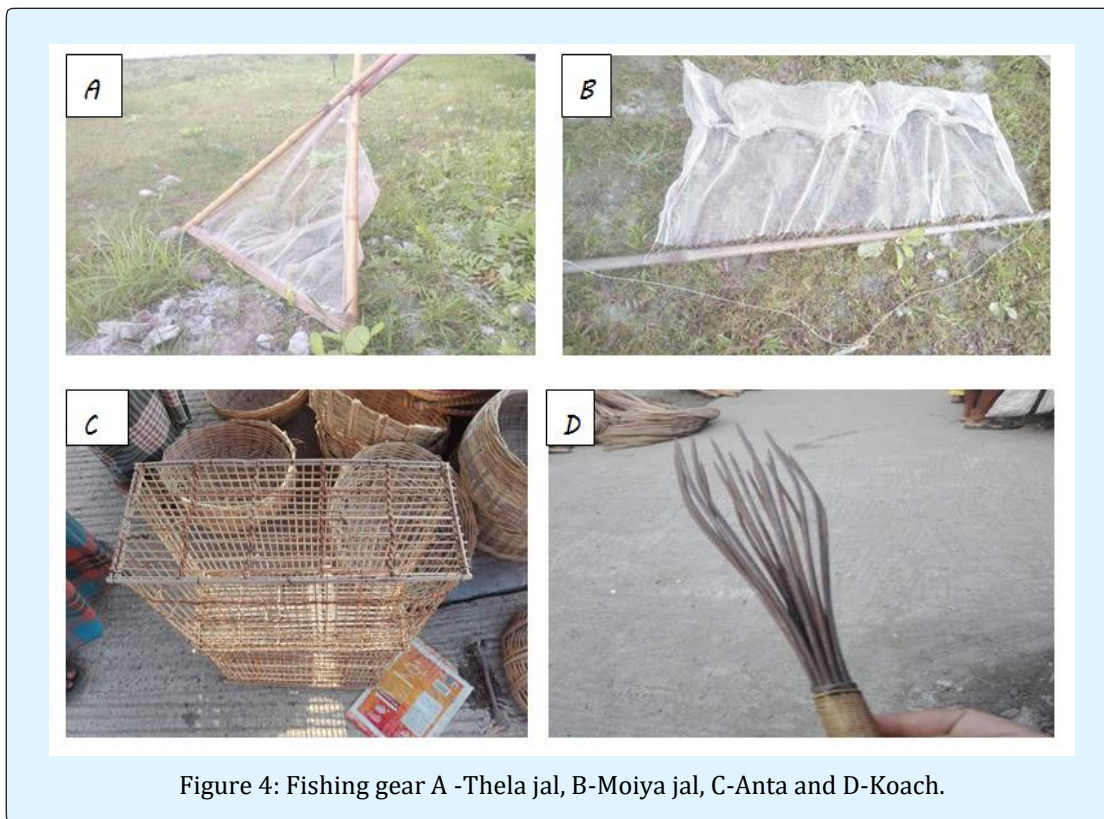 A
B
C
D
Figure 4: Fishing gear A -Thela jal, B-Moiya jal, C-Anta and D-Koach.